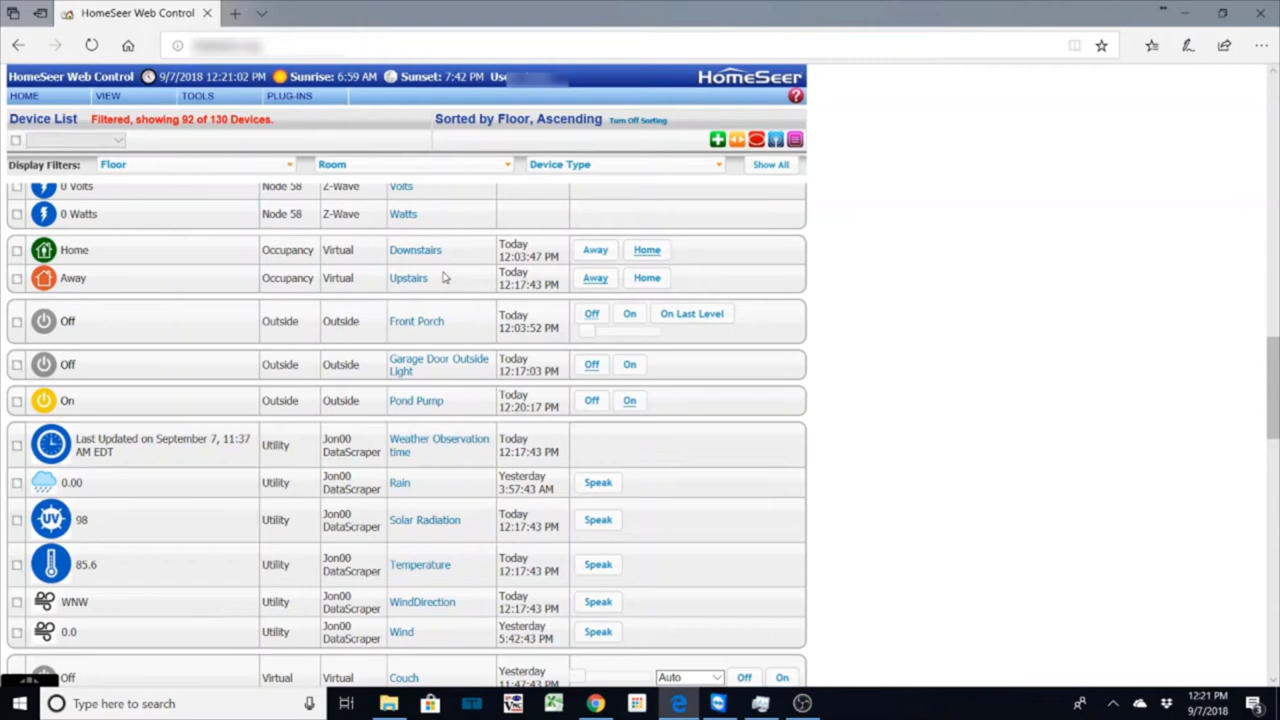 HomeSeer Web Control
HomeSeer Web Control 9/7/2018 12:21:02 PM Sunrise: 6:59 AM Sunset: 7:42 PM HomeSeer
HOME VIEW TOOLS PLUG-INS ?
Device List Filtered, showing 92 of 130 Devices. Sorted by Floor, Ascending Turn Off Sorting
Display Filters: Floor Room Device Type Show All
0 Volts Node 58 Z-Wave Volts
0 Watts Node 58 Z-Wave Watts
Home Occupancy Virtual Downstairs Today 12:03:47 PM Away Home
Away Occupancy Virtual Upstairs Today 12:17:43 PM Away Home
Off Outside Outside Front Porch Today 12:03:52 PM Off On On Last Level
Off Outside Outside Garage Door Outside Light Today 12:17:03 PM Off On
On Outside Outside Pond Pump Today 12:20:17 PM Off On
Last Updated on September 7, 11:37 AM EDT Utility Jon00 DataScraper Weather Observation time Today 12:17:43 PM
0.00 Utility Jon00 DataScraper Rain Yesterday 3:57:43 AM Speak
UV 98 Utility Jon00 DataScraper Solar Radiation Today 12:17:43 PM Speak
85.6 Utility Jon00 DataScraper Temperature Today 12:17:43 PM Speak
WNW Utility Jon00 DataScraper WindDirection Today 12:17:43 PM Speak
0.0 Utility Jon00 DataScraper Wind Today 5:42:43 PM Speak
Off Virtual Virtual Couch Yesterday 11:47:43 PM Auto Off On
Type here to search
12:21 PM
9/7/2018
3